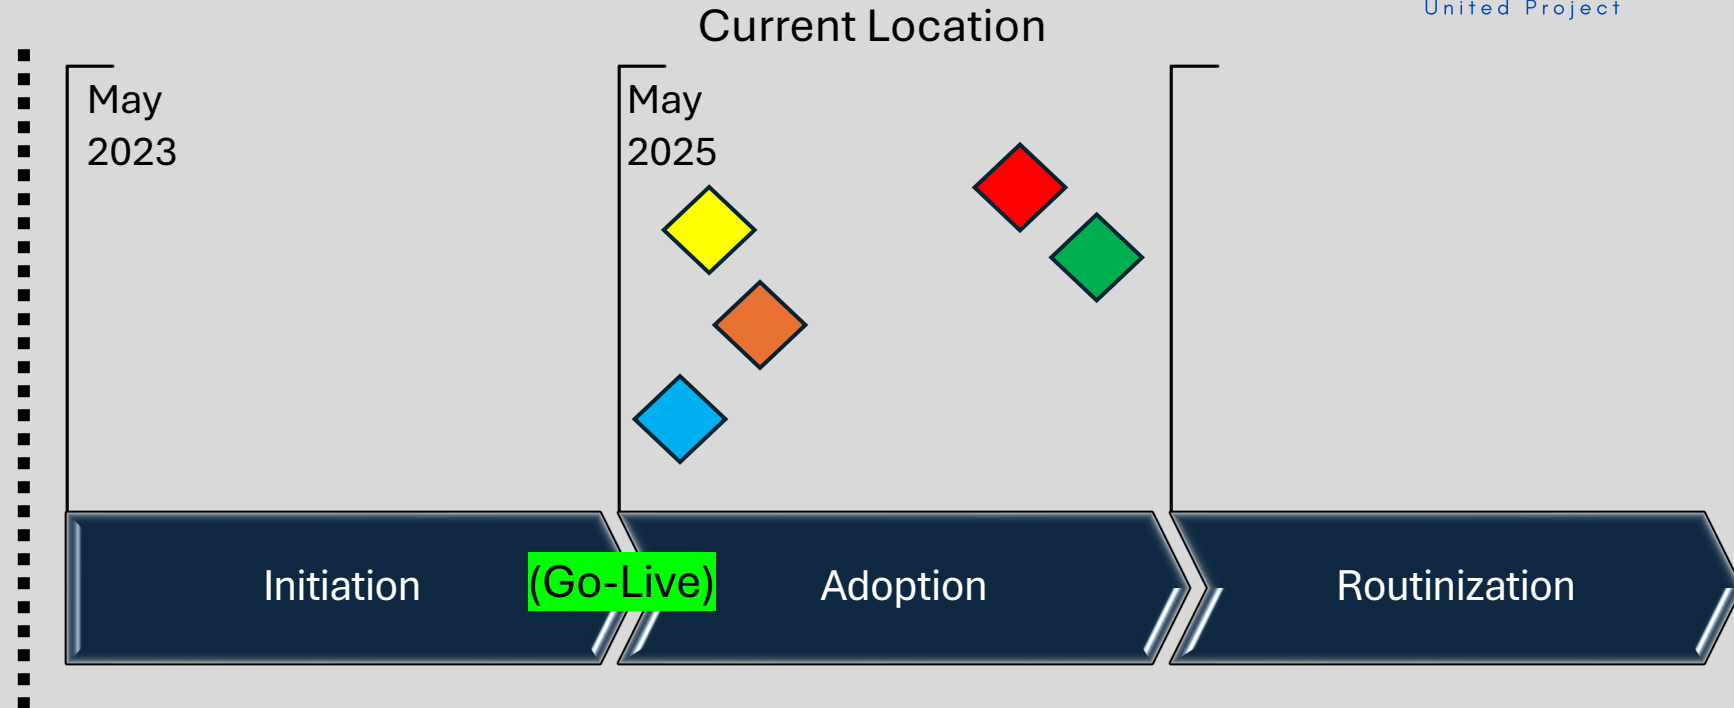 United Project
Current Location
May
2023
May
2025
Initiation
(Go-Live)
Adoption
Routinization